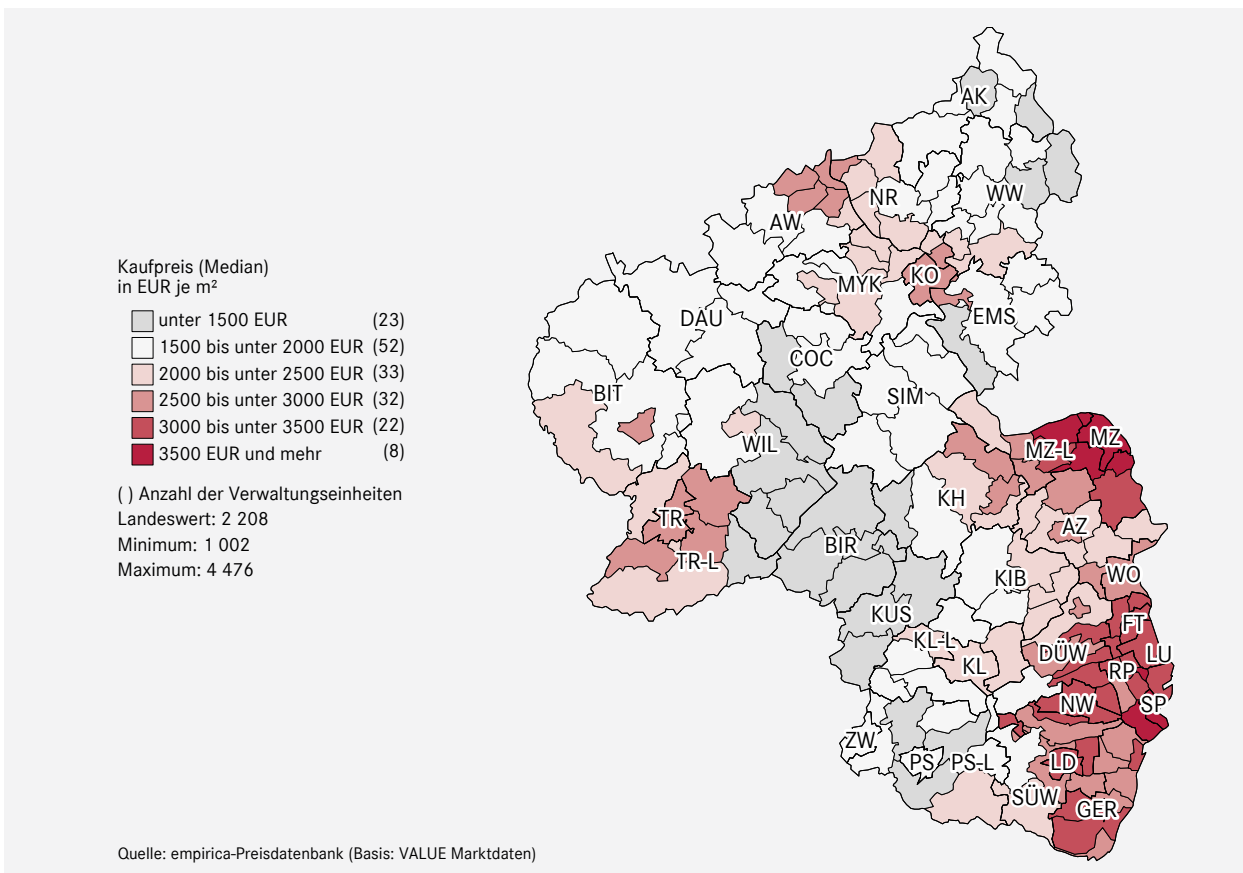 Kaufpreis (Median)
in EUR je m²
unter 1500 EUR (23)
1500 bis unter 2000 EUR (52)
2000 bis unter 2500 EUR (33)
2500 bis unter 3000 EUR (32)
3000 bis unter 3500 EUR (22)
3500 EUR und mehr (8)
( ) Anzahl der Verwaltungseinheiten
Landeswert: 2 208
Minimum: 1 002
Maximum: 4 476
AK
WW
NR
AW
KO
MYK
EMS
DAU
COC
BIT
SIM
WIL
MZ
MZ-L
KH
TR
AZ
BIR
TR-L
WO
KIB
KUS
FT
KL-L
DÜW
LU
KL
RP
NW
SP
ZW
PS
PS-L
LD
SÜW
GER
Quelle: empirica-Preisdatenbank (Basis: VALUE Marktdaten)